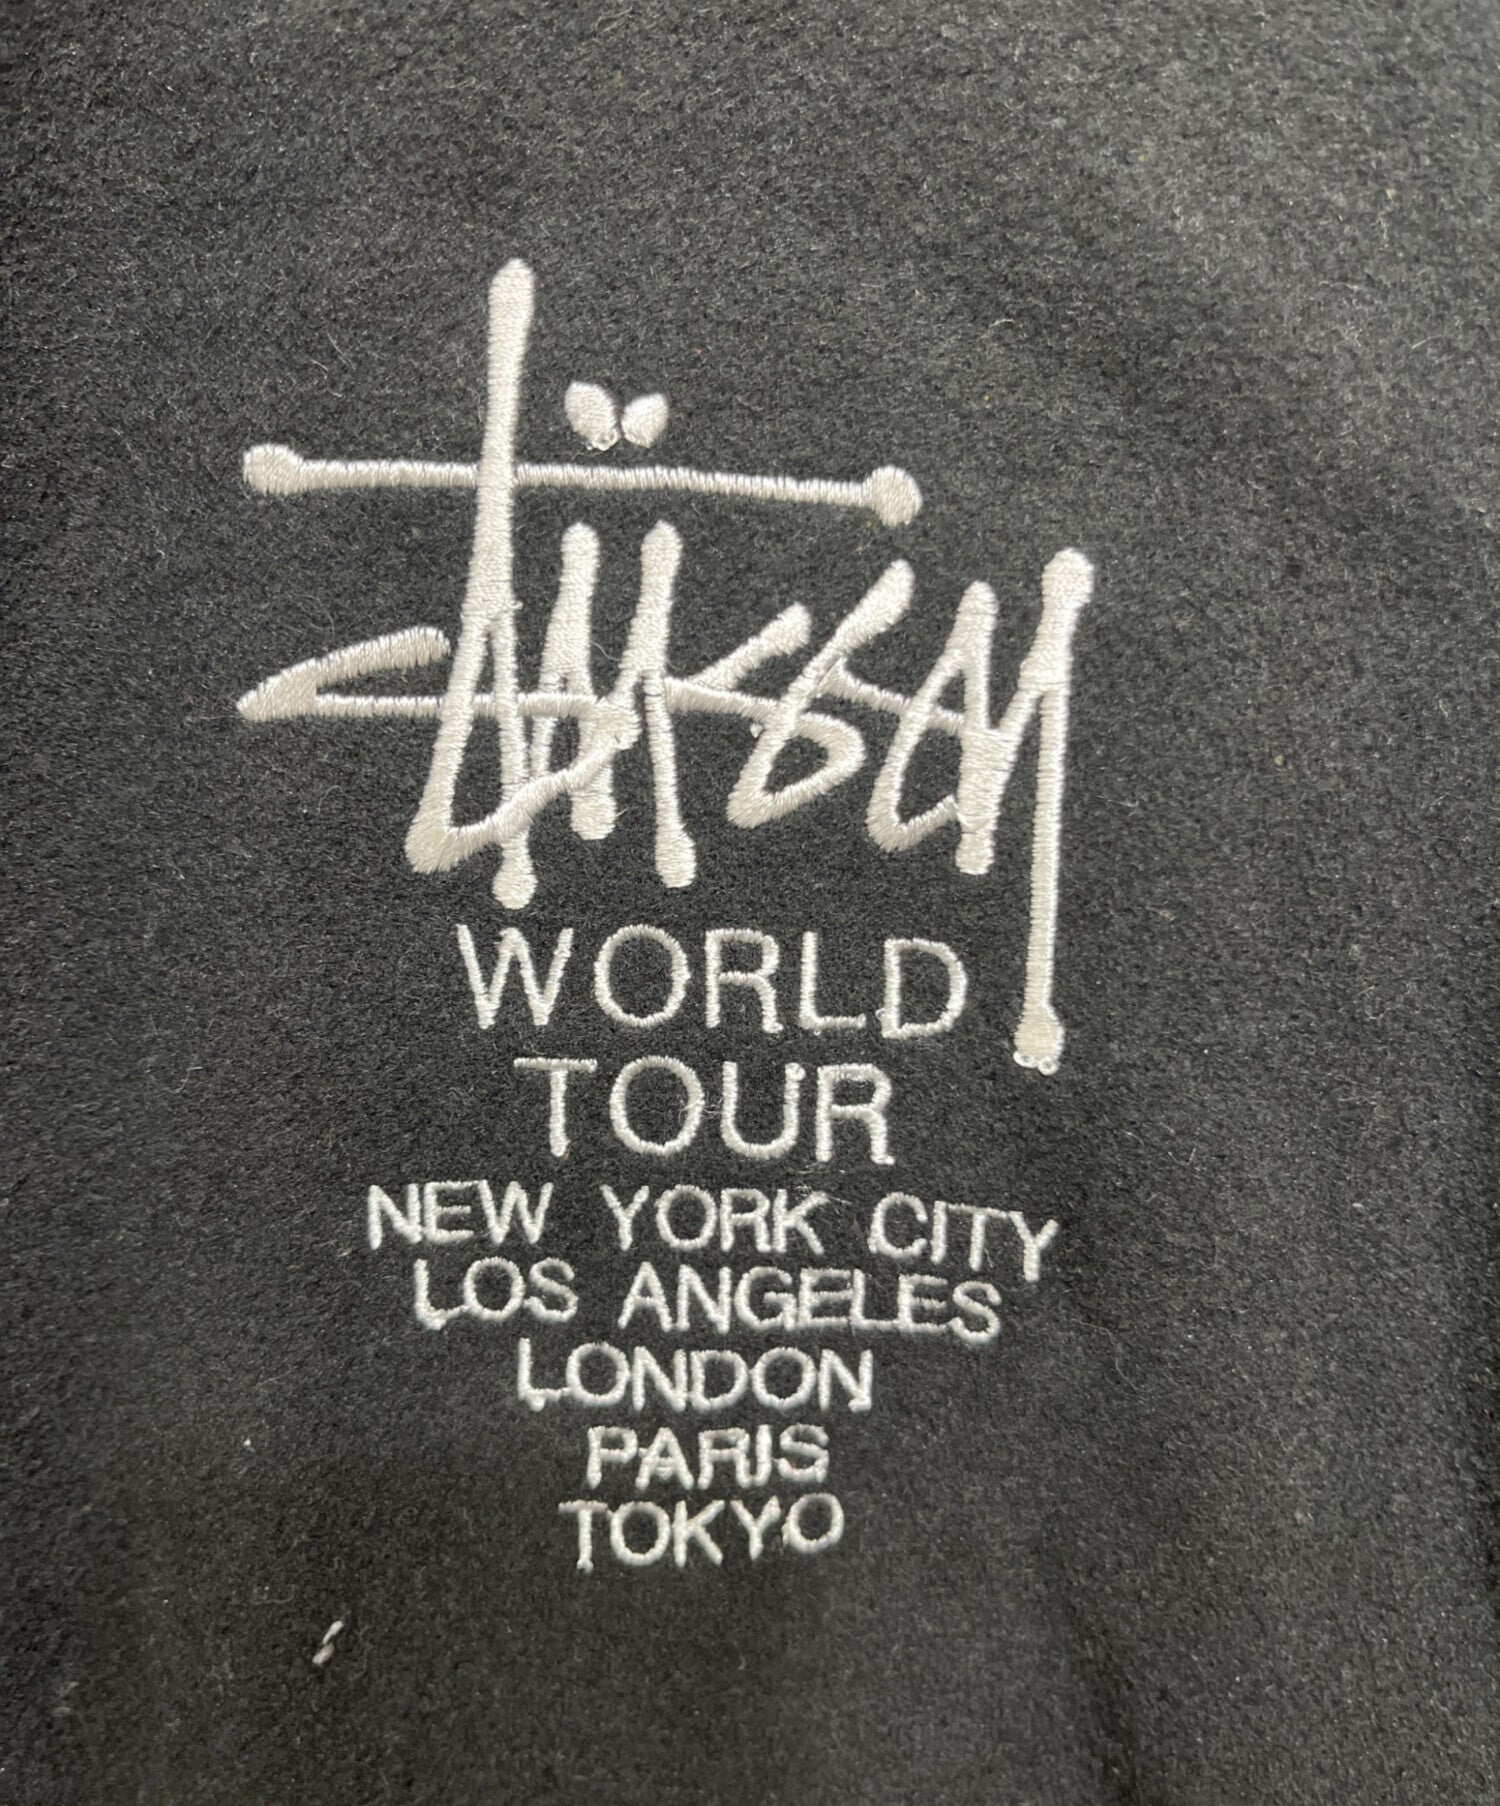 Stüssy
WORLD
TOUR
NEW YORK CITY
LOS ANGELES
LONDON
PARIS
TOKYO